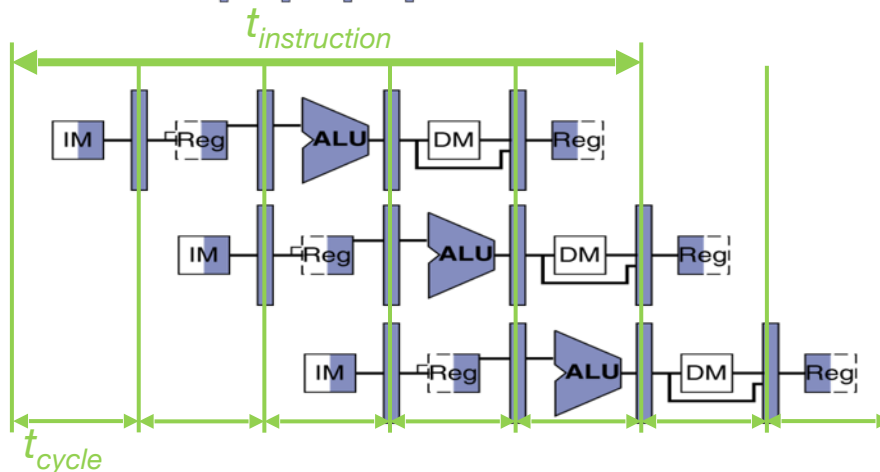 t_instruction
IM Reg ALU DM Reg
IM Reg ALU DM Reg
IM Reg ALU DM Reg
t_cycle